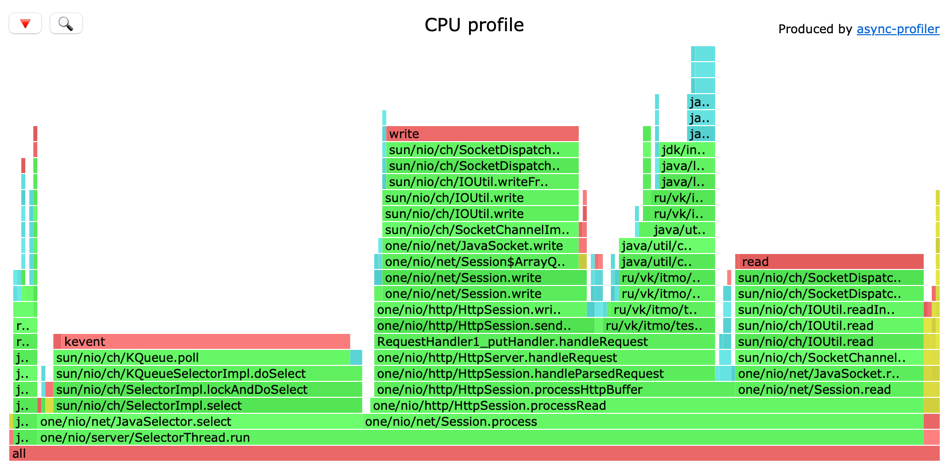 CPU profile
Produced by async-profiler
ja..
ja..
write
ja..
sun/nio/ch/SocketDispatch..
jdk/in..
sun/nio/ch/SocketDispatch..
java/l..
sun/nio/ch/IOUtil.writeFr..
java/l..
sun/nio/ch/IOUtil.write
ru/vk/i..
sun/nio/ch/IOUtil.write
ru/vk/i..
sun/nio/ch/SocketChannelIm..
java/ut..
one/nio/net/JavaSocket.write
java/util/c..
one/nio/net/Session$ArrayQ..
java/util/c..
read
one/nio/net/Session.write
ru/vk/itmo/..
sun/nio/ch/SocketDispatc..
one/nio/net/Session.write
ru/vk/itmo/..
sun/nio/ch/SocketDispatc..
one/nio/http/HttpSession.wri..
ru/vk/itmo/t..
sun/nio/ch/IOUtil.readIn..
r..
one/nio/http/HttpSession.send..
ru/vk/itmo/tes..
sun/nio/ch/IOUtil.read
r..
kevent
RequestHandler1_putHandler.handleRequest
sun/nio/ch/IOUtil.read
j..
sun/nio/ch/KQueue.poll
one/nio/http/HttpServer.handleRequest
sun/nio/ch/SocketChannel..
j..
sun/nio/ch/KQueueSelectorImpl.doSelect
one/nio/http/HttpSession.handleParsedRequest
one/nio/net/JavaSocket.r..
j..
sun/nio/ch/SelectorImpl.lockAndDoSelect
one/nio/http/HttpSession.processHttpBuffer
one/nio/net/Session.read
j..
sun/nio/ch/SelectorImpl.select
one/nio/http/HttpSession.processRead
j..
one/nio/net/JavaSelector.select
one/nio/net/Session.process
j..
one/nio/server/SelectorThread.run
all